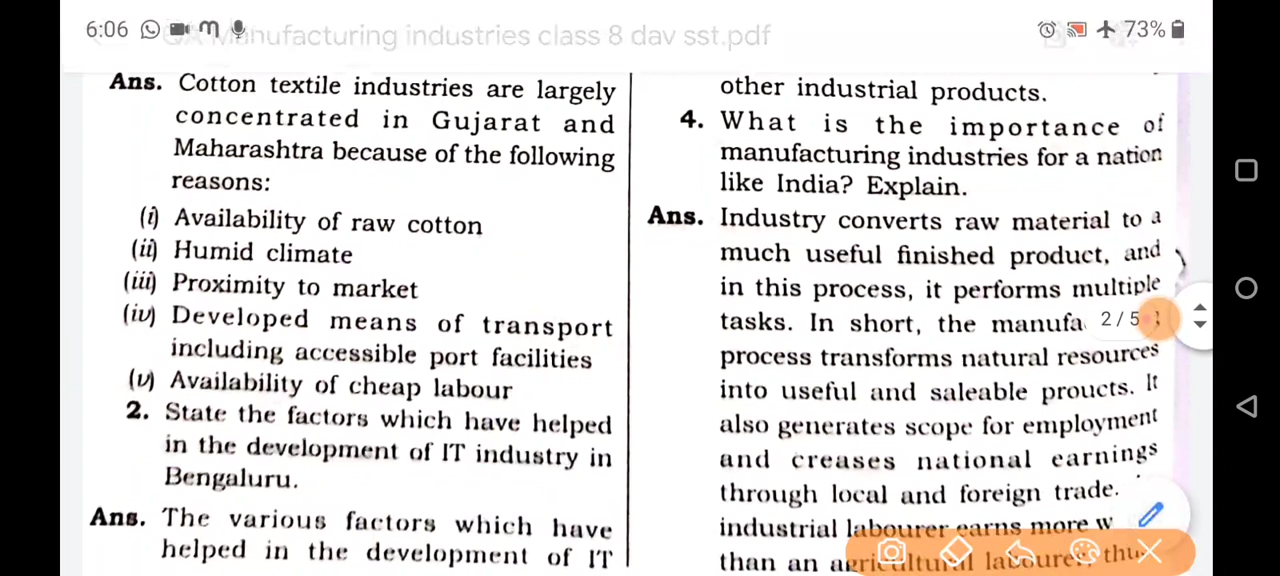 6:06
73%
Manufacturing industries class 8 dav sst.pdf
Ans. Cotton textile industries are largely
concentrated in Gujarat and
Maharashtra because of the following
reasons:
(i) Availability of raw cotton
(ii) Humid climate
(iii) Proximity to market
(iv) Developed means of transport
including accessible port facilities
(v) Availability of cheap labour
2. State the factors which have helped
in the development of IT industry in
Bengaluru.
Ans. The various factors which have
helped in the development of IT
other industrial products.
4. What is the importance of
manufacturing industries for a nation
like India? Explain.
Ans. Industry converts raw material to a
much useful finished product, and
in this process, it performs multiple
tasks. In short, the manufa
2 / 5
process transforms natural resources
into useful and saleable proucts. It
also generates scope for employment
and creases national earnings
through local and foreign trade.
industrial labourer earns more w
than an agricultural labourer, thu